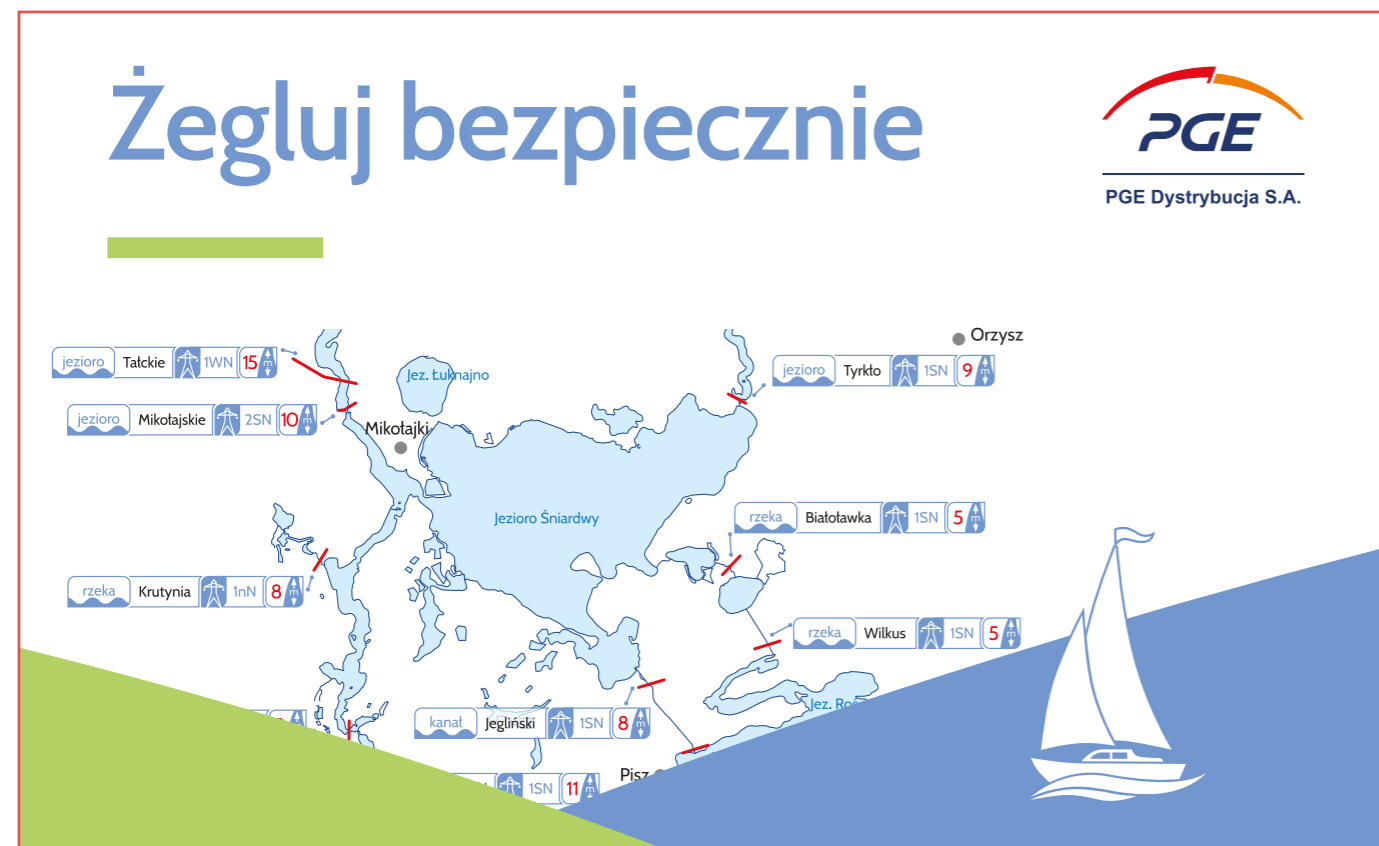 Żegluj bezpiecznie
PGE
PGE Dystrybucja S.A.
Orzysz
jezioro Tałckie 1WN 15 m
Jez. Łuknajno
jezioro Tyrkło 1SN 9 m
jezioro Mikołajskie 2SN 10 m
Mikołajki
Jezioro Śniardwy
rzeka Białoławka 1SN 5 m
rzeka Krutynia 1nN 8 m
rzeka Wilkus 1SN 5 m
Jez.
kanał Jegliński 1SN 8 m
Pisz
1SN 11 m